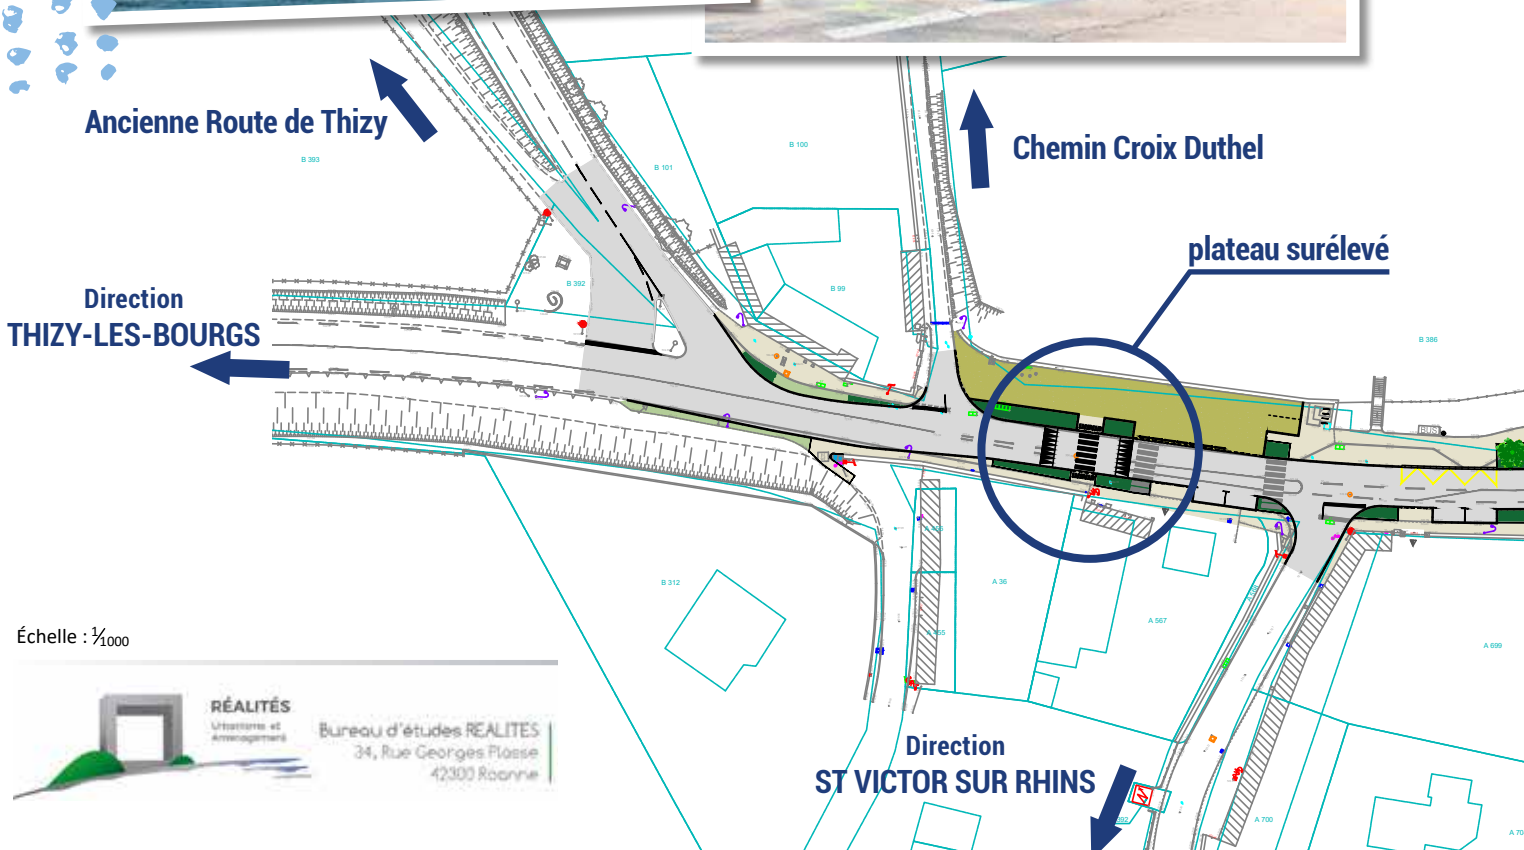 Ancienne Route de Thizy
Chemin Croix Duthel
plateau surélevé
Direction
THIZY-LES-BOURGS
B 393
B 101
B 100
B 99
B 392
B 386
BUS
B 312
A 36
A 567
A 699
A 700
Échelle : 1/1000
RÉALITÉS
Urbanisme et
Aménagement
Bureau d'études REALITES
34, Rue Georges Plasse
42300 Roanne
Direction
ST VICTOR SUR RHINS